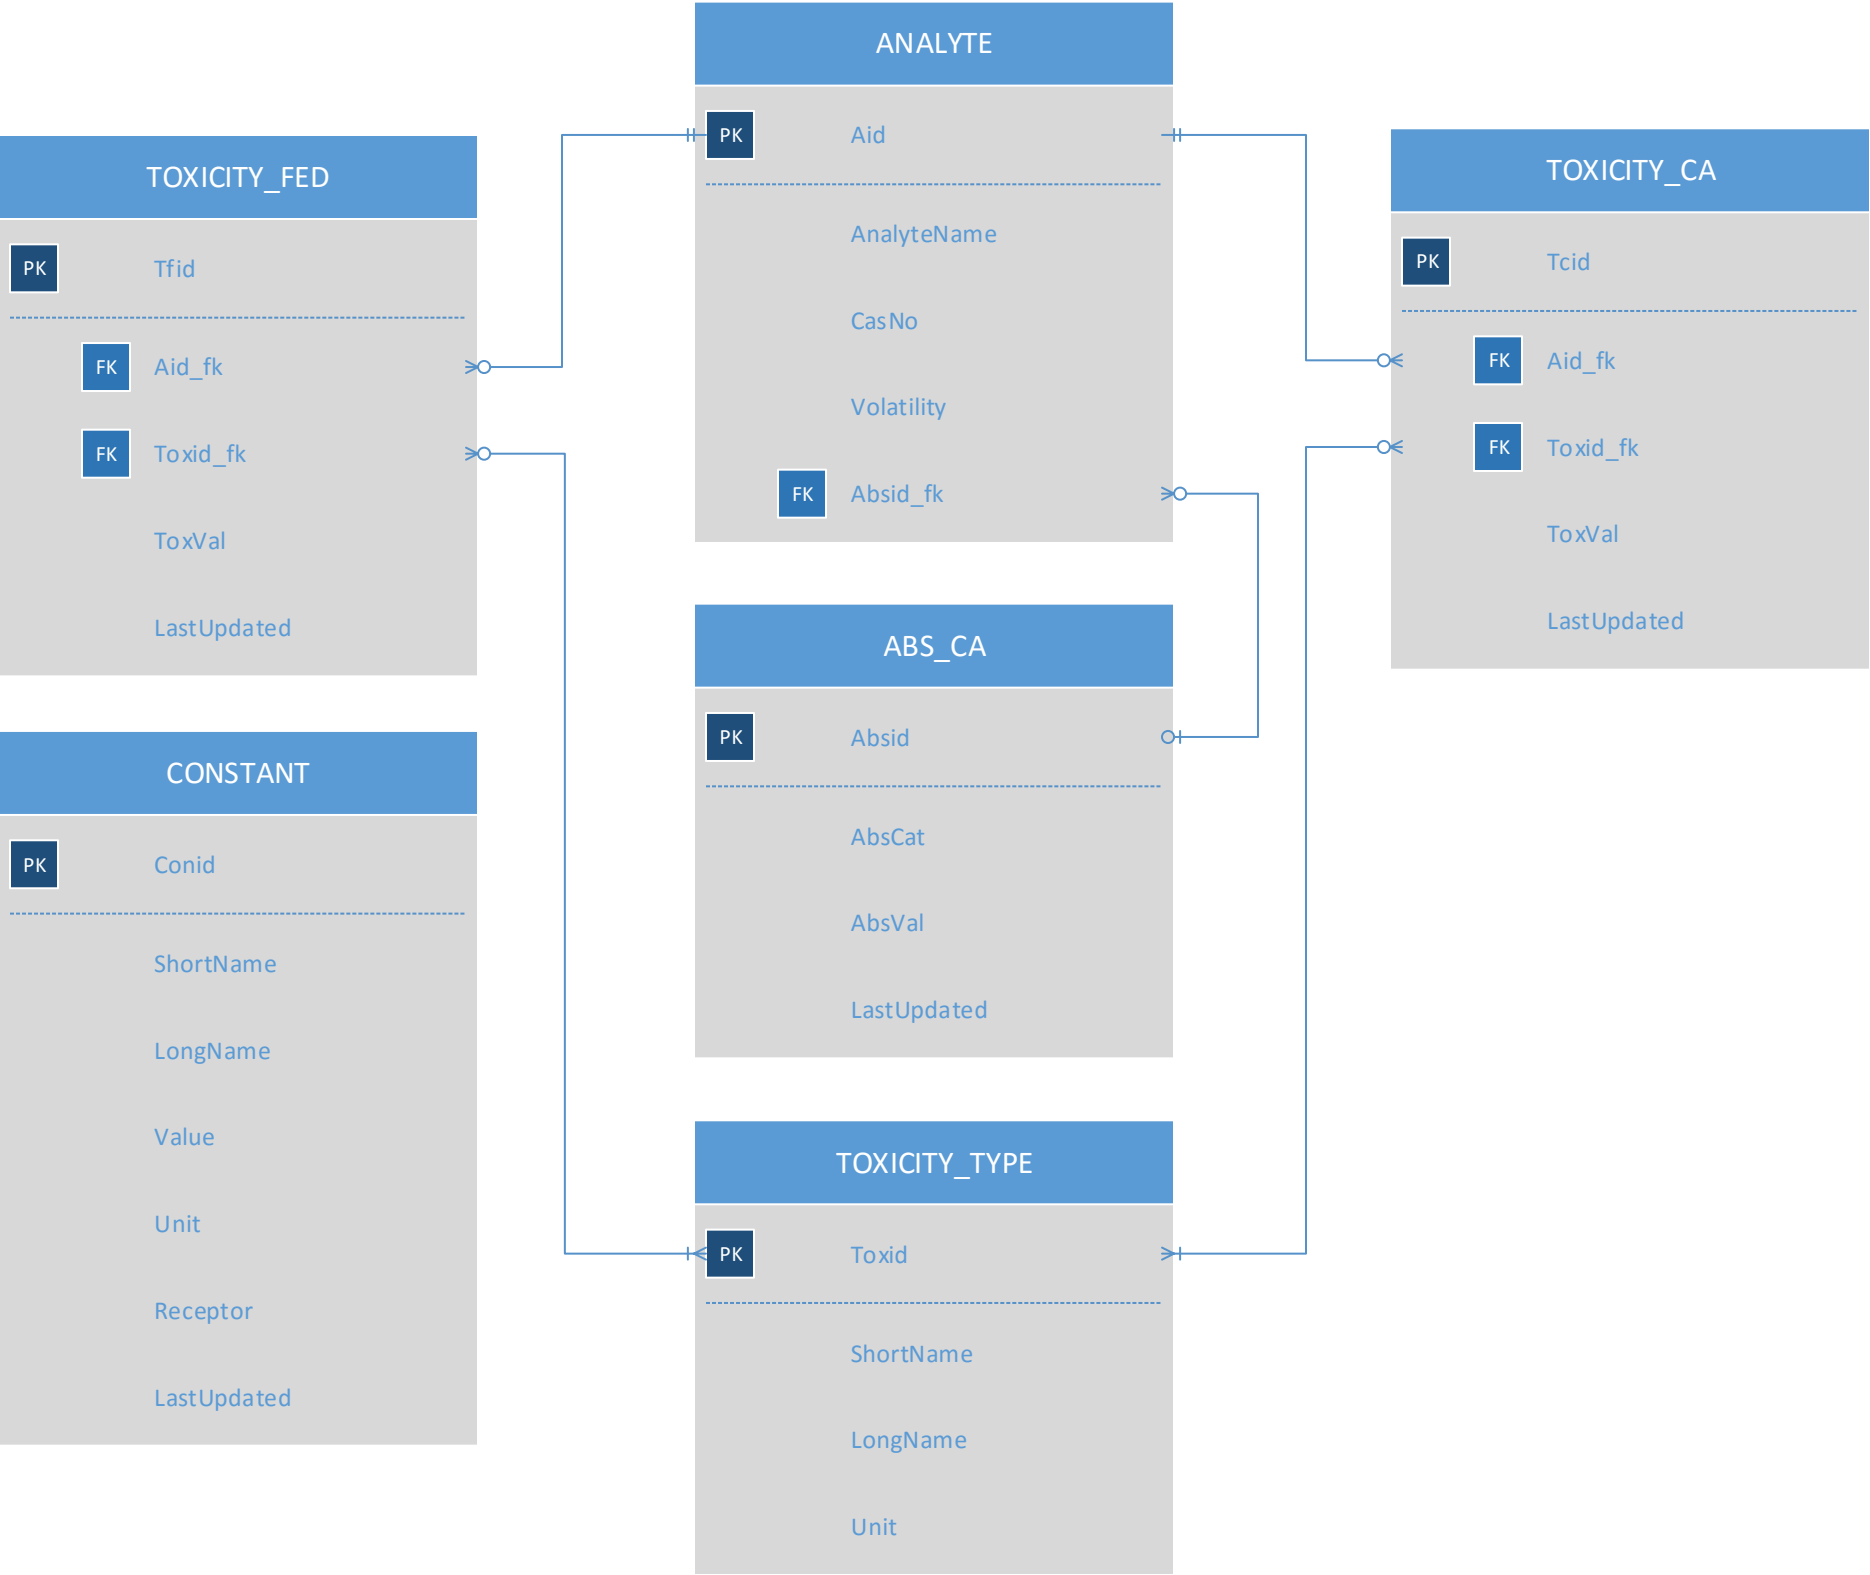 ANALYTE
PK Aid
AnalyteName
CasNo
Volatility
FK Absid_fk
TOXICITY_FED
PK Tfid
FK Aid_fk
FK Toxid_fk
ToxVal
LastUpdated
TOXICITY_CA
PK Tcid
FK Aid_fk
FK Toxid_fk
ToxVal
LastUpdated
ABS_CA
PK Absid
AbsCat
AbsVal
LastUpdated
CONSTANT
PK Conid
ShortName
LongName
Value
Unit
Receptor
LastUpdated
TOXICITY_TYPE
PK Toxid
ShortName
LongName
Unit